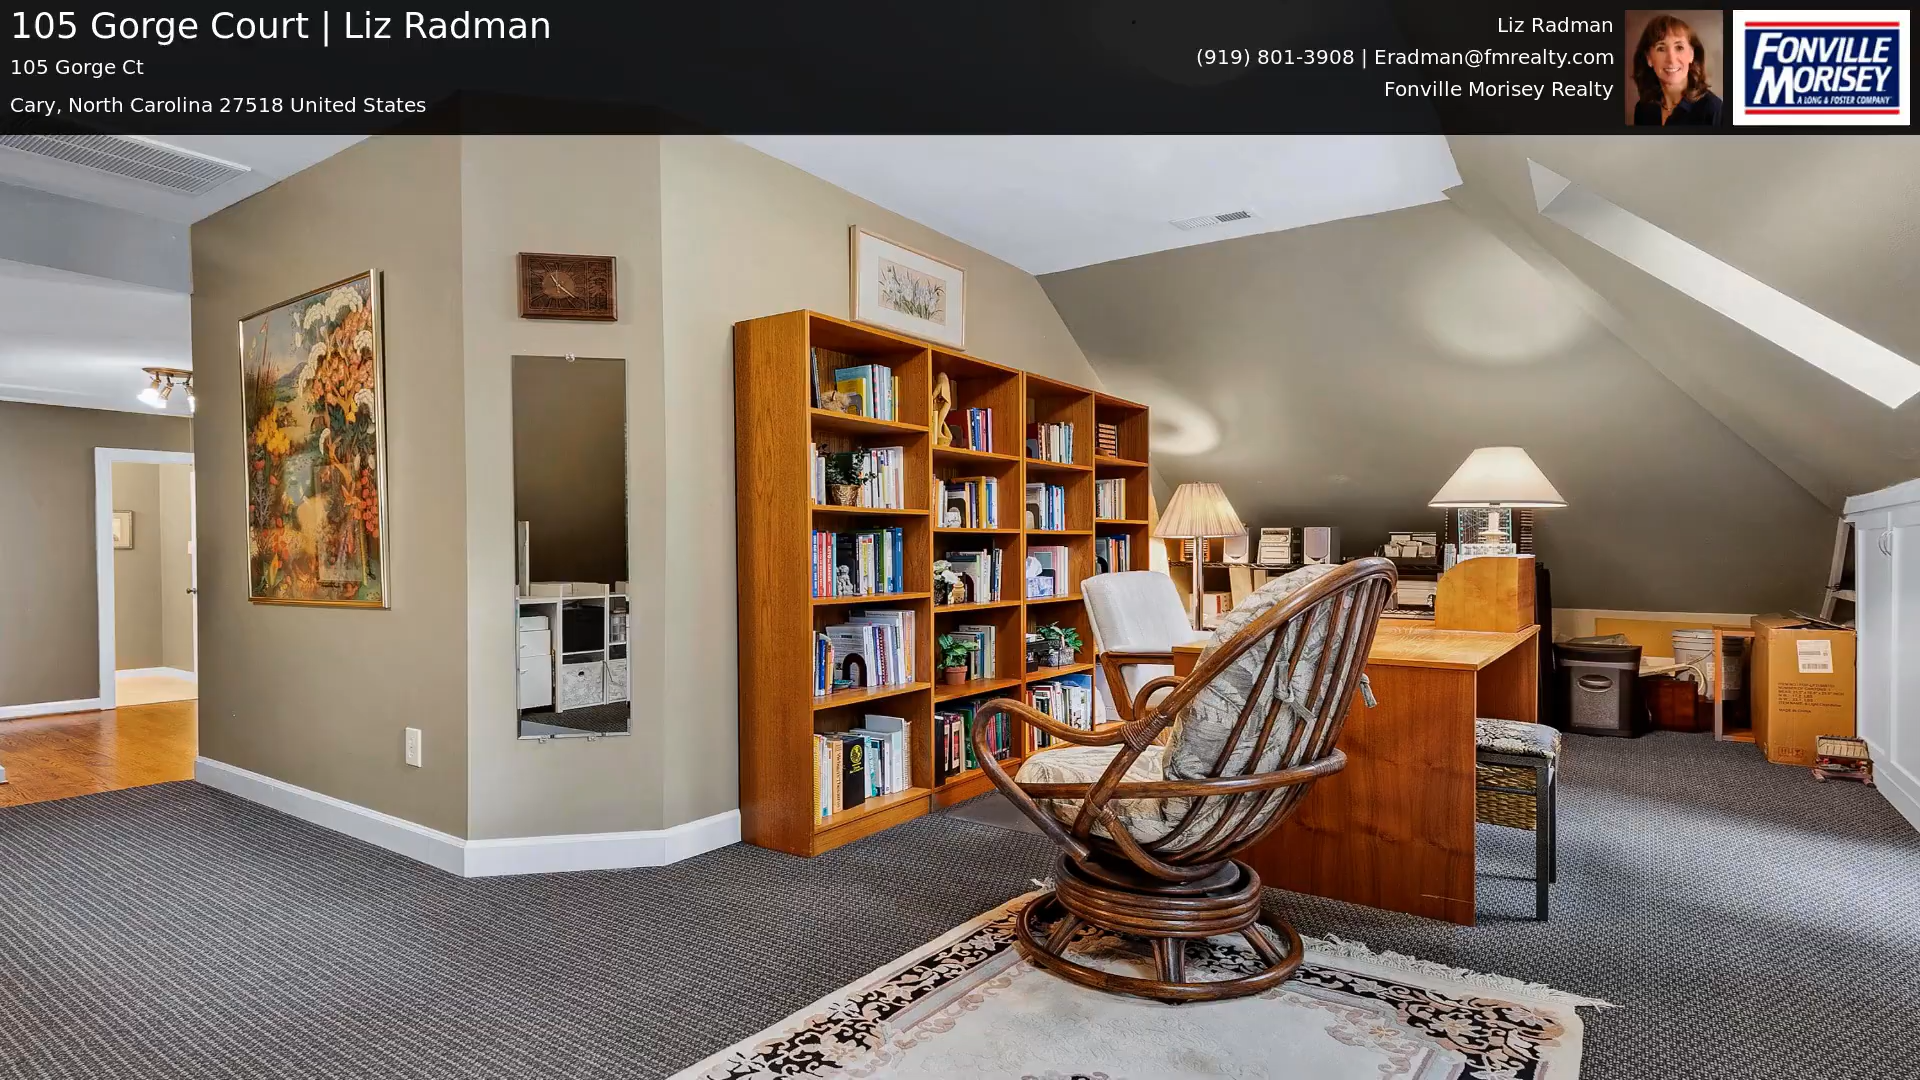 105 Gorge Court | Liz Radman
105 Gorge Ct
Cary, North Carolina 27518 United States
Liz Radman
(919) 801-3908 | Eradman@fmrealty.com
Fonville Morisey Realty
FONVILLE
MORISEY
A LONG & FOSTER COMPANY